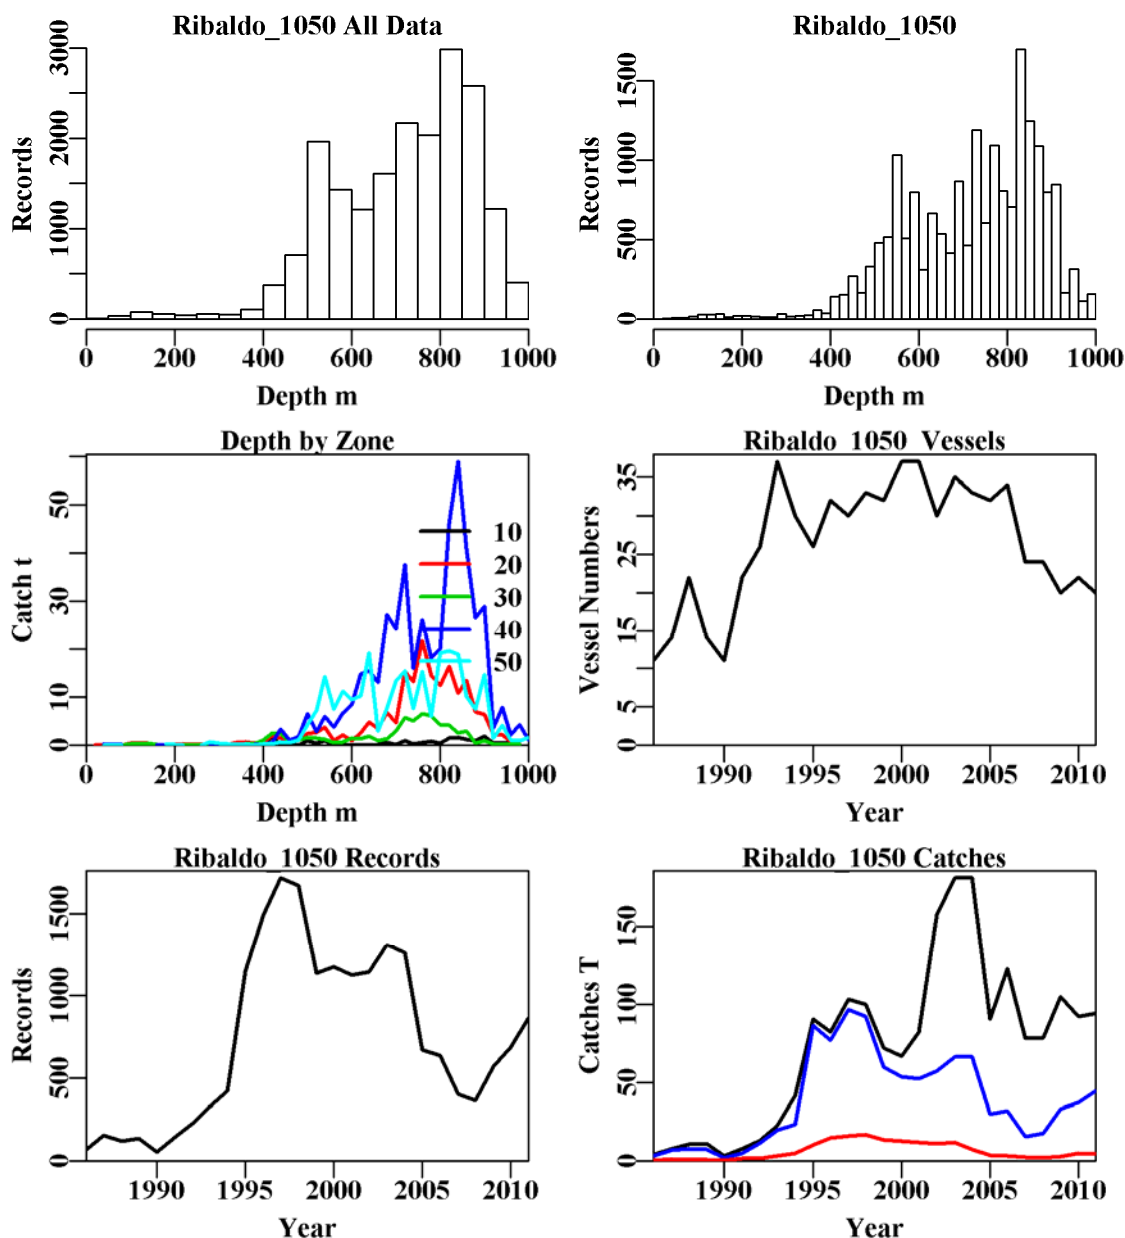 Ribaldo_1050 All Data
Records
0 1000 2000 3000
0 200 400 600 800 1000
Depth m
Ribaldo_1050
Records
0 500 1000 1500
0 200 400 600 800 1000
Depth m
Depth by Zone
Catch t
0 10 30 50
10
20
30
40
50
0 200 400 600 800 1000
Depth m
Ribaldo_1050_Vessels
Vessel Numbers
0 5 15 25 35
1990 1995 2000 2005 2010
Year
Ribaldo_1050 Records
Records
0 500 1000 1500
1990 1995 2000 2005 2010
Year
Ribaldo_1050 Catches
Catches T
0 50 100 150
1990 1995 2000 2005 2010
Year